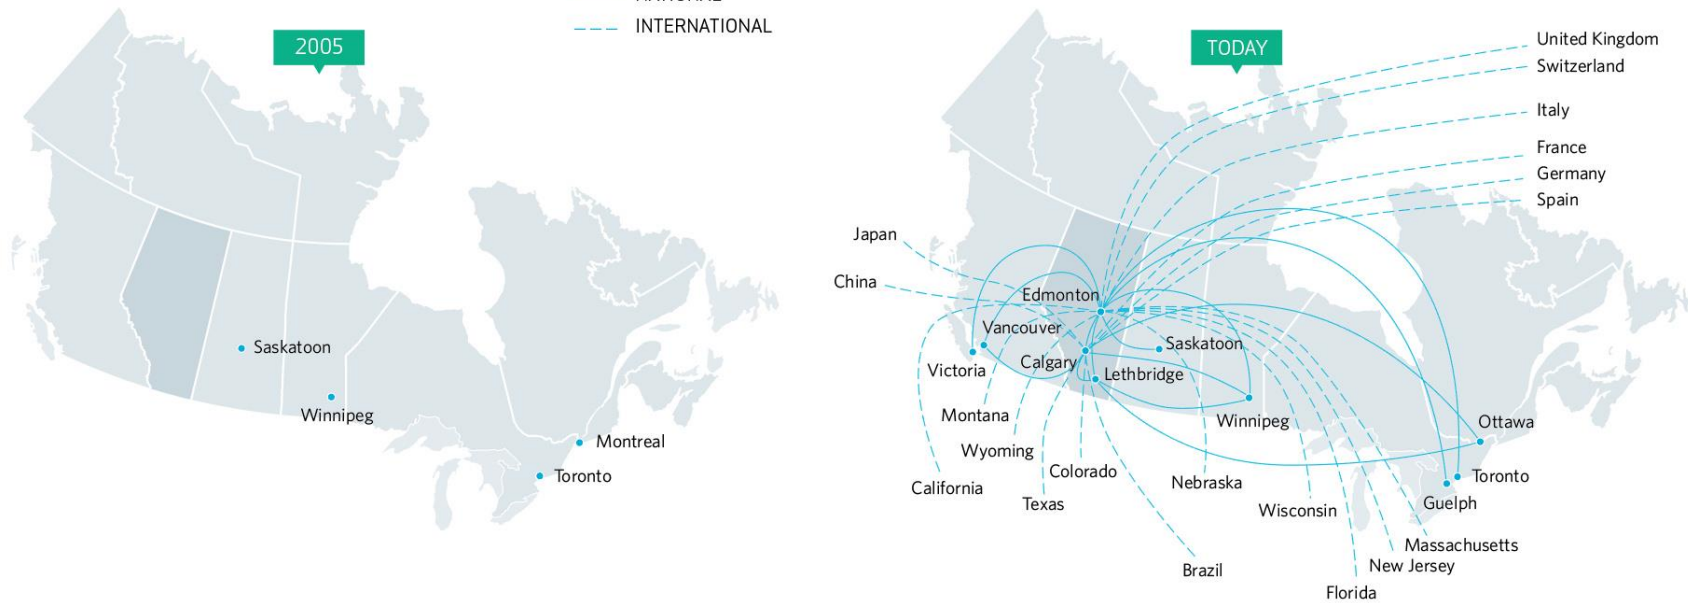 INTERNATIONAL
2005
Saskatoon
Winnipeg
Montreal
Toronto
TODAY
United Kingdom
Switzerland
Italy
France
Germany
Spain
Japan
China
Edmonton
Vancouver
Victoria
Calgary
Saskatoon
Lethbridge
Montana
Winnipeg
Ottawa
Wyoming
Colorado
California
Texas
Nebraska
Wisconsin
Toronto
Guelph
Massachusetts
New Jersey
Brazil
Florida